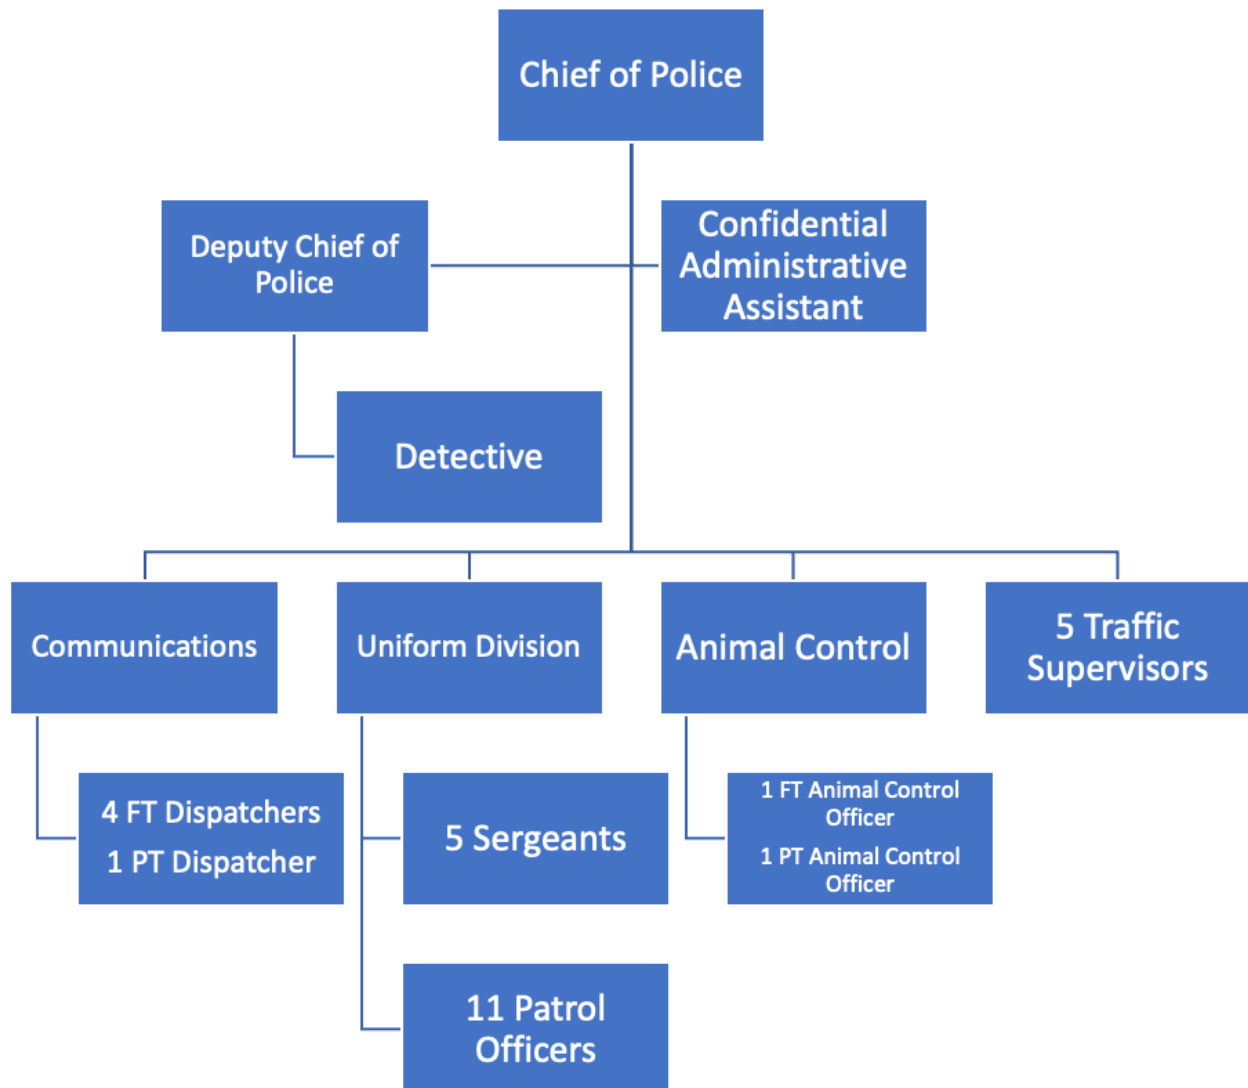 Chief of Police
Deputy Chief of
Police
Confidential
Administrative
Assistant
Detective
Communications
Uniform Division
Animal Control
5 Traffic
Supervisors
4 FT Dispatchers
1 PT Dispatcher
5 Sergeants
1 FT Animal Control
Officer
1 PT Animal Control
Officer
11 Patrol
Officers